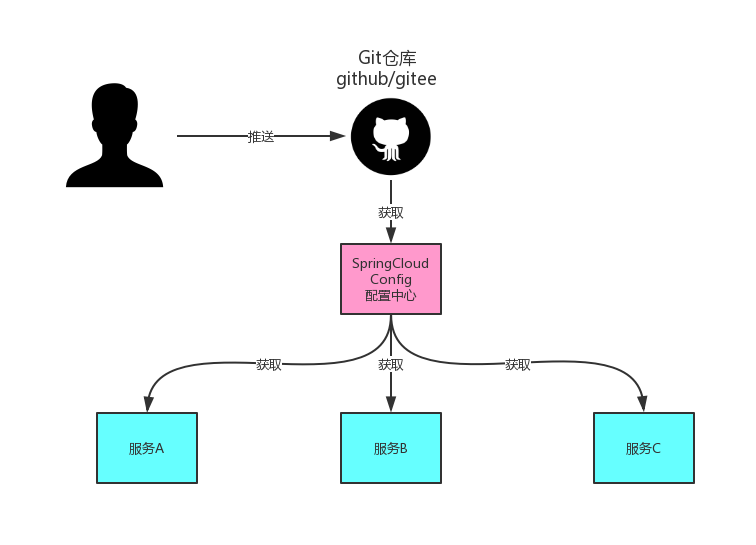 Git仓库
github/gitee
推送
获取
SpringCloud
Config
配置中心
获取
获取
获取
服务A
服务B
服务C